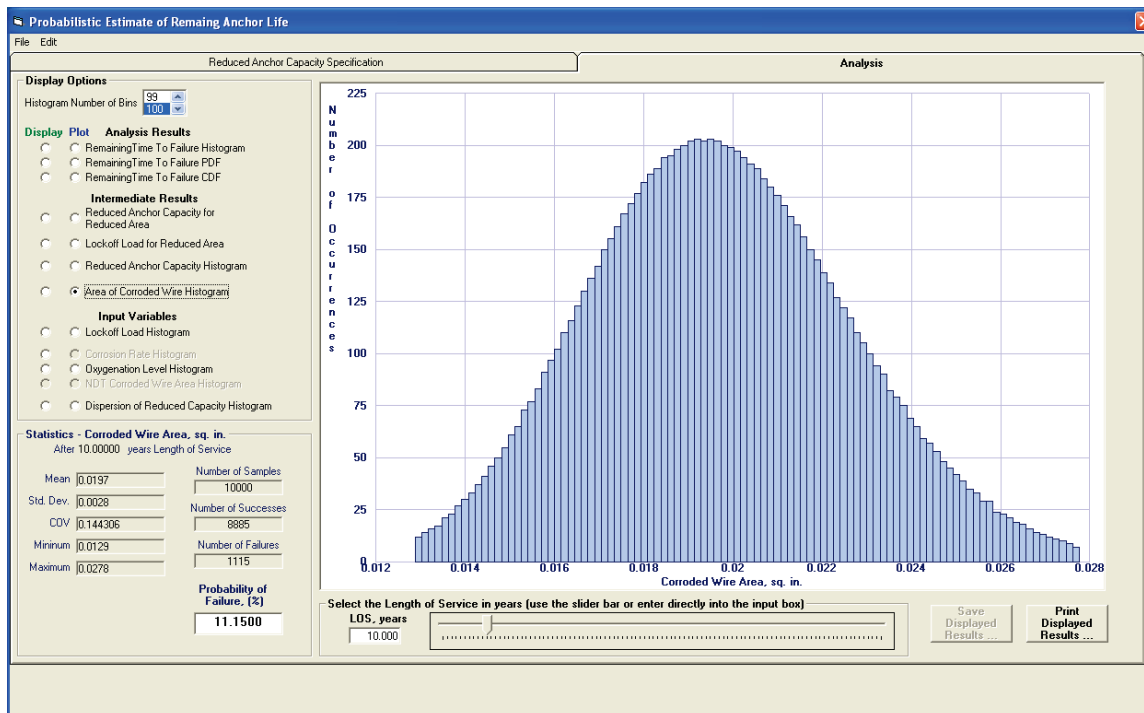 Probabilistic Estimate of Remaing Anchor Life
File Edit
Reduced Anchor Capacity Specification
Analysis
Display Options
Histogram Number of Bins
99
100
Display Plot Analysis Results
RemainingTime To Failure Histogram
RemainingTime To Failure PDF
RemainingTime To Failure CDF
Intermediate Results
Reduced Anchor Capacity for
Reduced Area
Lockoff Load for Reduced Area
Reduced Anchor Capacity Histogram
Area of Corroded Wire Histogram
Input Variables
Lockoff Load Histogram
Corrosion Rate Histogram
Oxygenation Level Histogram
NDT Corroded Wire Area Histogram
Dispersion of Reduced Capacity Histogram
Statistics - Corroded Wire Area, sq. in.
After 10.00000 years Length of Service
Mean 0.0197
Std. Dev. 0.0028
COV 0.144306
Mininum 0.0129
Maximum 0.0278
Number of Samples
10000
Number of Successes
8885
Number of Failures
1115
Probability of
Failure, (%)
11.1500
Number of Occurrences
225
200
175
150
125
100
75
50
25
0
0.012 0.014 0.016 0.018 0.020 0.022 0.024 0.026 0.028
Corroded Wire Area, sq. in.
Select the Length of Service in years (use the slider bar or enter directly into the input box)
LOS, years
10.000
Save
Displayed
Results ...
Print
Displayed
Results ...